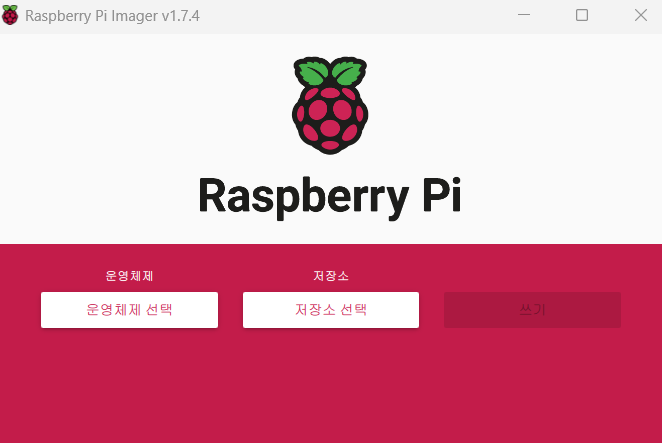 Raspberry Pi Imager v1.7.4
Raspberry Pi
운영체제
저장소
운영체제 선택
저장소 선택
쓰기